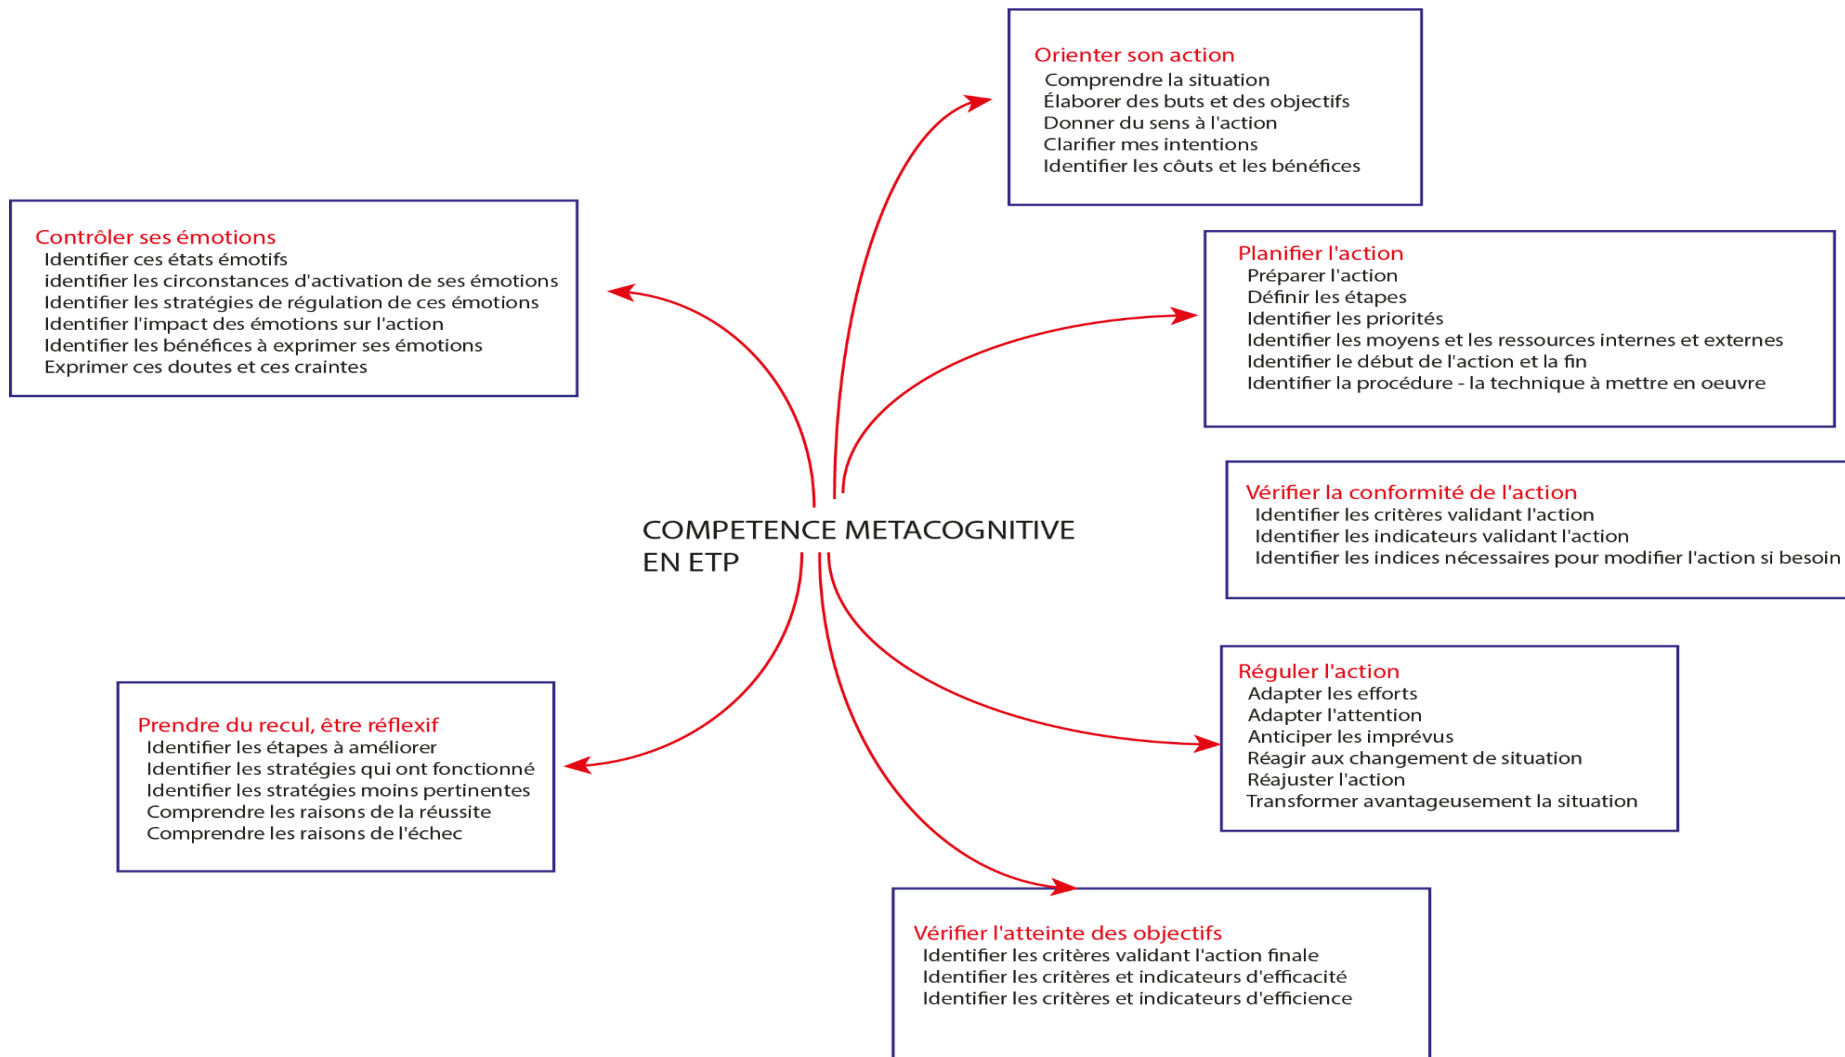 Orienter son action
Comprendre la situation
Élaborer des buts et des objectifs
Donner du sens à l'action
Clarifier mes intentions
Identifier les côuts et les bénéfices
Contrôler ses émotions
Identifier ces états émotifs
identifier les circonstances d'activation de ses émotions
Identifier les stratégies de régulation de ces émotions
Identifier l'impact des émotions sur l'action
Identifier les bénéfices à exprimer ses émotions
Exprimer ces doutes et ces craintes
Planifier l'action
Préparer l'action
Définir les étapes
Identifier les priorités
Identifier les moyens et les ressources internes et externes
Identifier le début de l'action et la fin
Identifier la procédure - la technique à mettre en oeuvre
COMPETENCE METACOGNITIVE
EN ETP
Vérifier la conformité de l'action
Identifier les critères validant l'action
Identifier les indicateurs validant l'action
Identifier les indices nécessaires pour modifier l'action si besoin
Réguler l'action
Adapter les efforts
Adapter l'attention
Anticiper les imprévus
Réagir aux changement de situation
Réajuster l'action
Transformer avantageusement la situation
Prendre du recul, être réflexif
Identifier les étapes à améliorer
Identifier les stratégies qui ont fonctionné
Identifier les stratégies moins pertinentes
Comprendre les raisons de la réussite
Comprendre les raisons de l'échec
Vérifier l'atteinte des objectifs
Identifier les critères validant l'action finale
Identifier les critères et indicateurs d'efficacité
Identifier les critères et indicateurs d'efficience